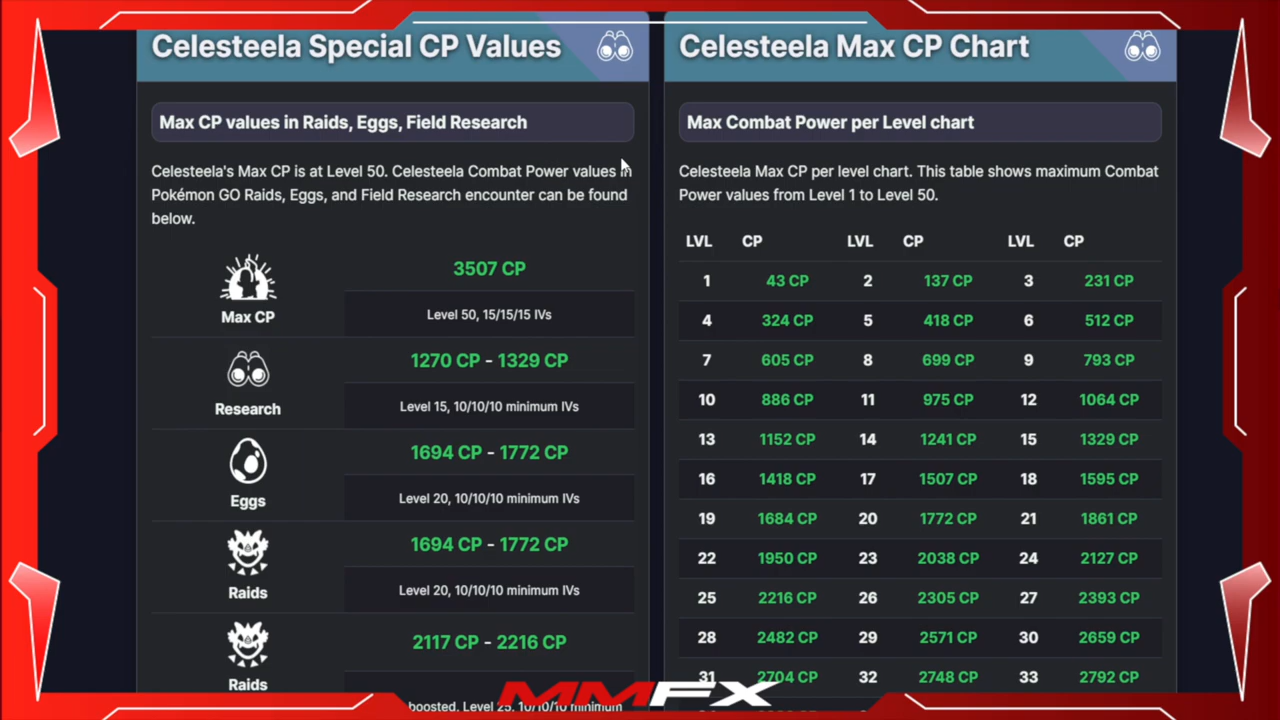 Celesteela Special CP Values
Max CP values in Raids, Eggs, Field Research
Celesteela's Max CP is at Level 50. Celesteela Combat Power values in
Pokémon GO Raids, Eggs, and Field Research encounter can be found
below.
Max CP
3507 CP
Level 50, 15/15/15 IVs
Research
1270 CP - 1329 CP
Level 15, 10/10/10 minimum IVs
Eggs
1694 CP - 1772 CP
Level 20, 10/10/10 minimum IVs
Raids
1694 CP - 1772 CP
Level 20, 10/10/10 minimum IVs
Raids
2117 CP - 2216 CP
boosted, Level 25, 10/10/10 minimum
Celesteela Max CP Chart
Max Combat Power per Level chart
Celesteela Max CP per level chart. This table shows maximum Combat
Power values from Level 1 to Level 50.
LVL CP LVL CP LVL CP
1 43 CP 2 137 CP 3 231 CP
4 324 CP 5 418 CP 6 512 CP
7 605 CP 8 699 CP 9 793 CP
10 886 CP 11 975 CP 12 1064 CP
13 1152 CP 14 1241 CP 15 1329 CP
16 1418 CP 17 1507 CP 18 1595 CP
19 1684 CP 20 1772 CP 21 1861 CP
22 1950 CP 23 2038 CP 24 2127 CP
25 2216 CP 26 2305 CP 27 2393 CP
28 2482 CP 29 2571 CP 30 2659 CP
31 2704 CP 32 2748 CP 33 2792 CP
MMFX